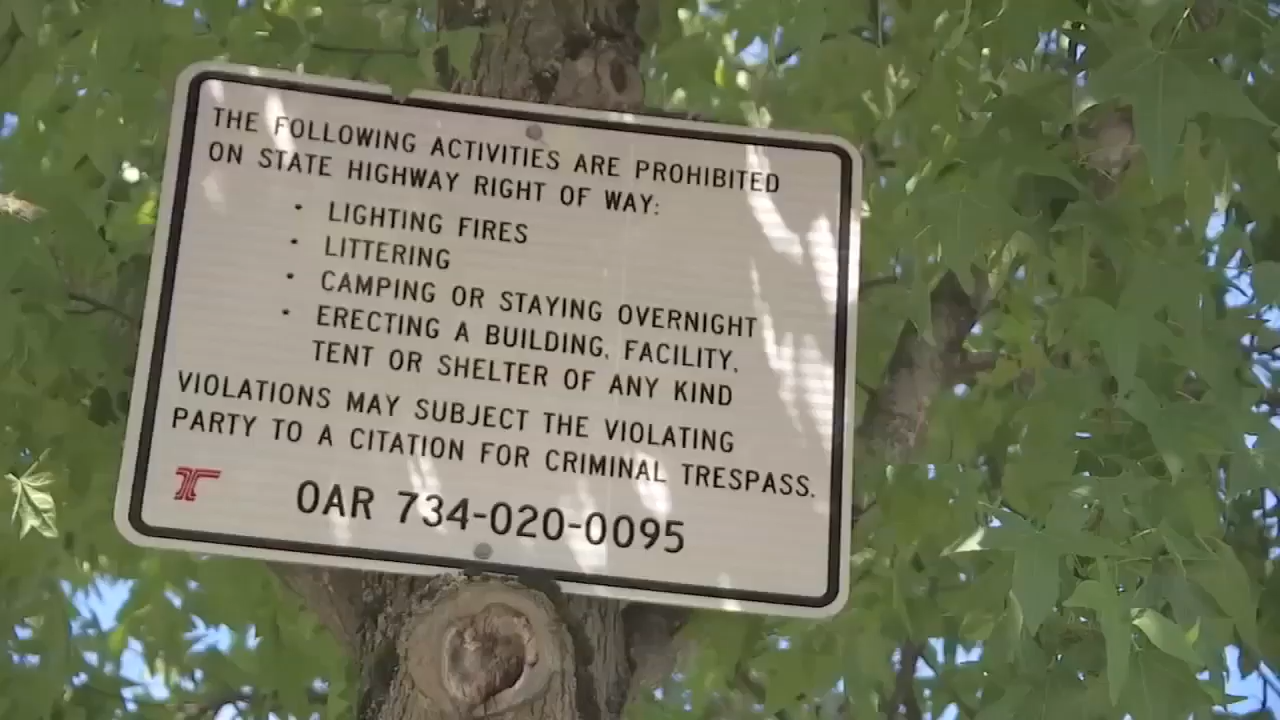 THE FOLLOWING ACTIVITIES ARE PROHIBITED
ON STATE HIGHWAY RIGHT OF WAY:
• LIGHTING FIRES
• LITTERING
• CAMPING OR STAYING OVERNIGHT
• ERECTING A BUILDING, FACILITY,
TENT OR SHELTER OF ANY KIND
VIOLATIONS MAY SUBJECT THE VIOLATING
PARTY TO A CITATION FOR CRIMINAL TRESPASS.
OAR 734-020-0095